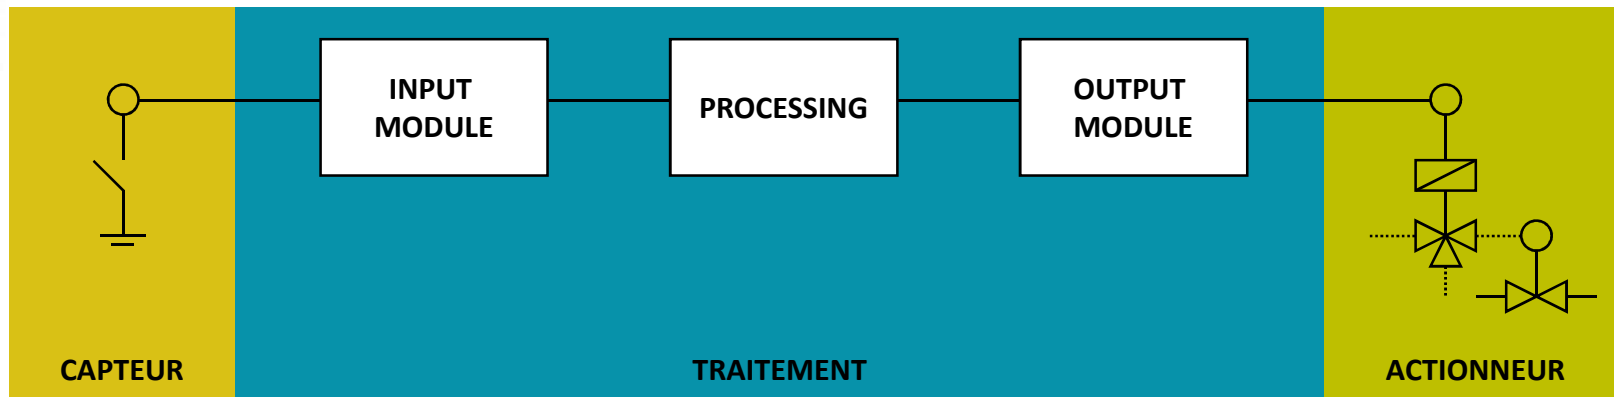 INPUT
MODULE
PROCESSING
OUTPUT
MODULE
CAPTEUR
TRAITEMENT
ACTIONNEUR